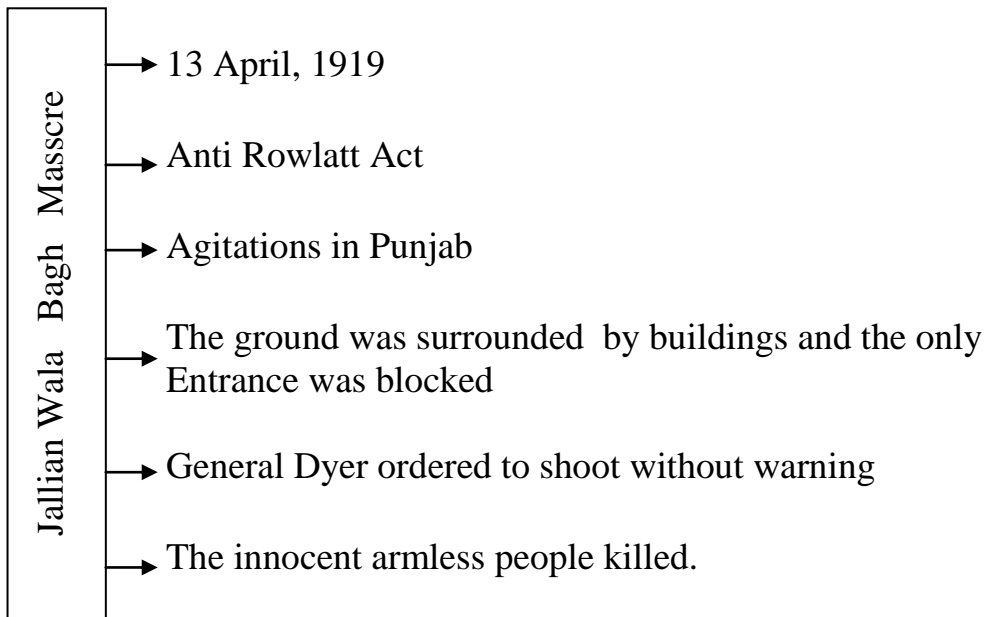 Jallian Wala Bagh Masscre
13 April, 1919
Anti Rowlatt Act
Agitations in Punjab
The ground was surrounded by buildings and the only
Entrance was blocked
General Dyer ordered to shoot without warning
The innocent armless people killed.